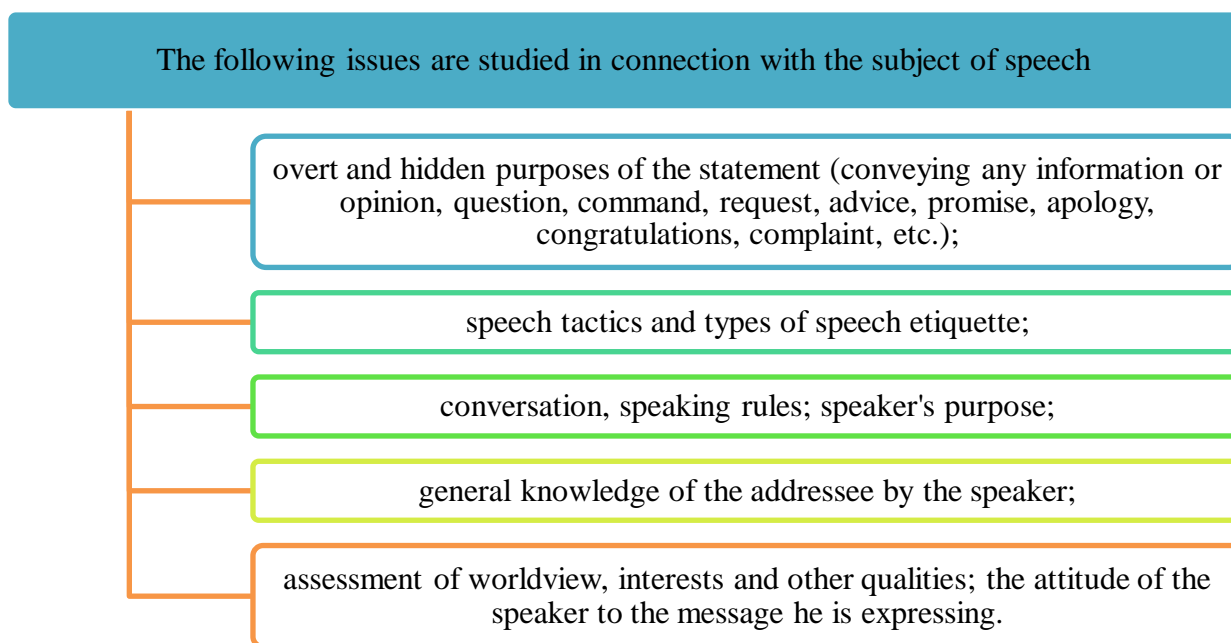 The following issues are studied in connection with the subject of speech
overt and hidden purposes of the statement (conveying any information or
opinion, question, command, request, advice, promise, apology,
congratulations, complaint, etc.);
speech tactics and types of speech etiquette;
conversation, speaking rules; speaker's purpose;
general knowledge of the addressee by the speaker;
assessment of worldview, interests and other qualities; the attitude of the
speaker to the message he is expressing.